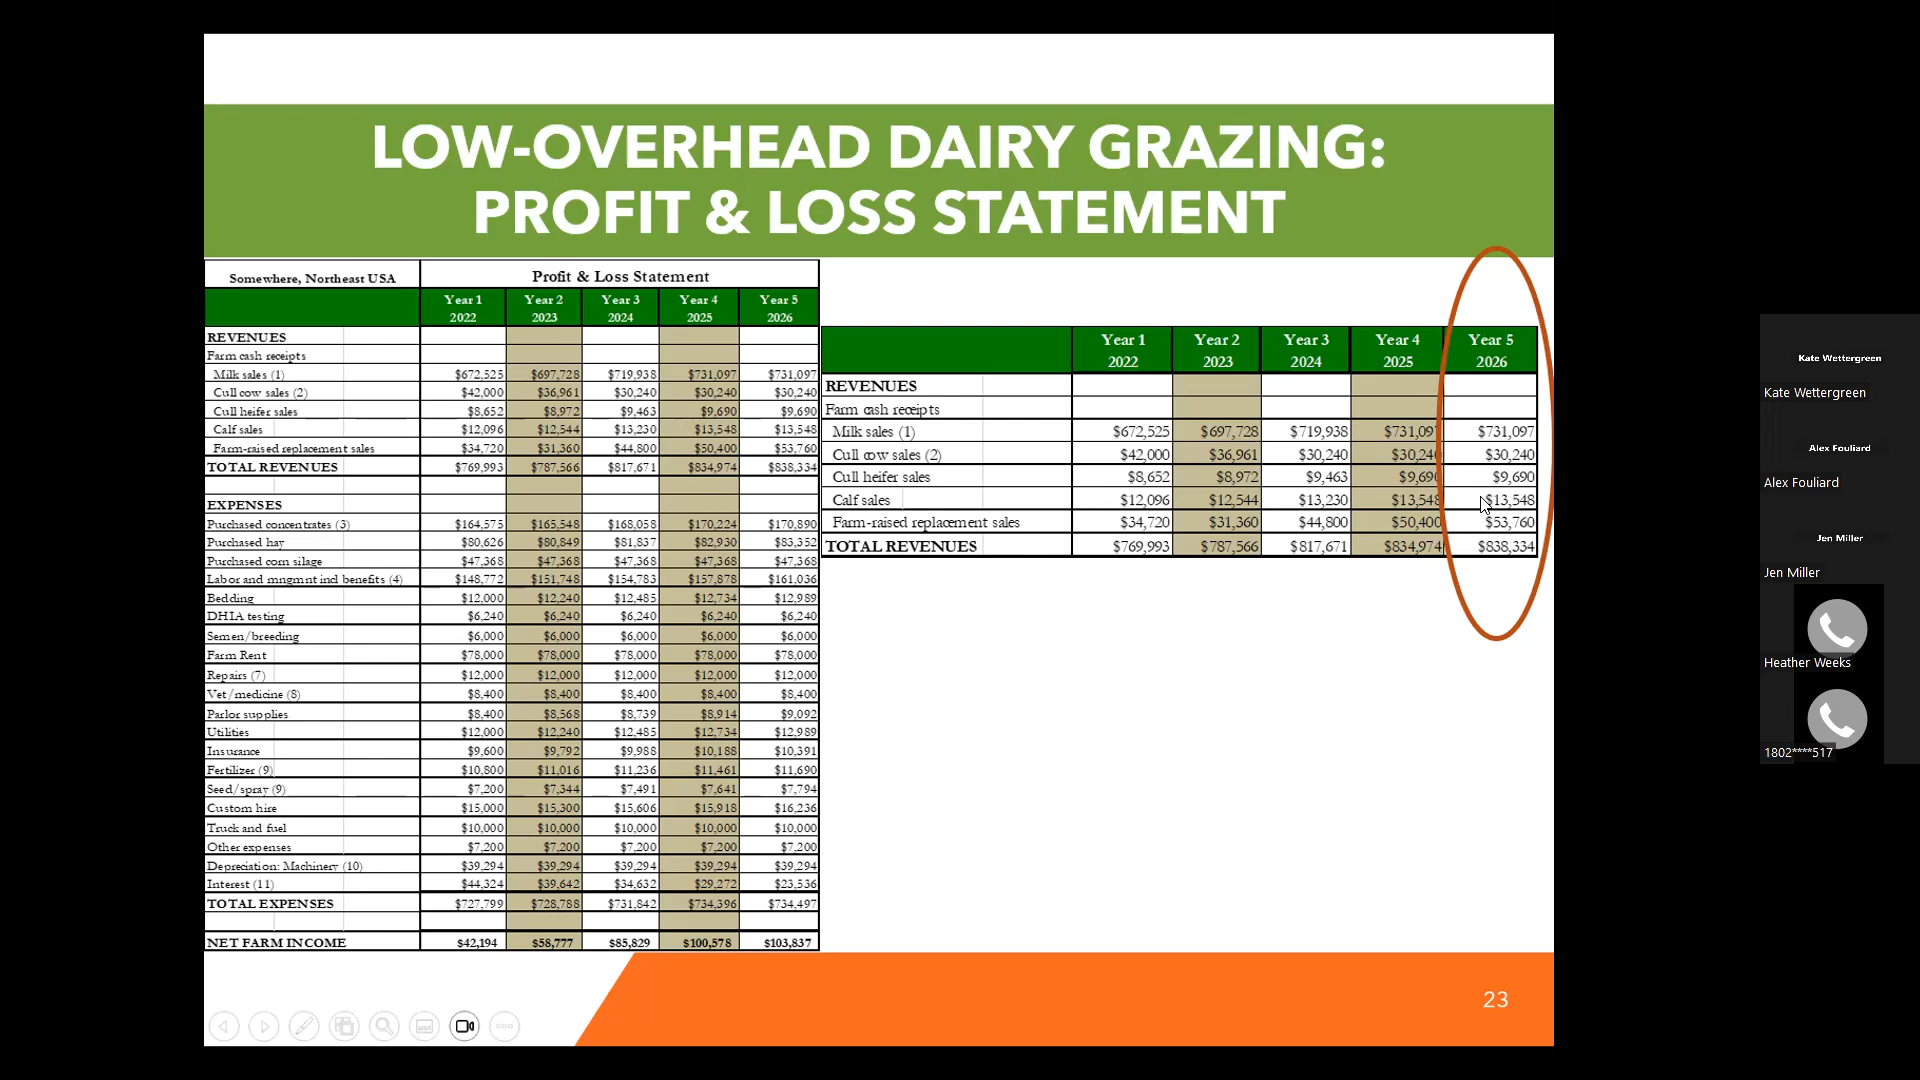 LOW-OVERHEAD DAIRY GRAZING:
PROFIT & LOSS STATEMENT
Somewhere, Northeast USA Profit & Loss Statement
Year 1 Year 2 Year 3 Year 4 Year 5
2022 2023 2024 2025 2026
REVENUES
Farm cash receipts
Milk sales (1) $672,525 $697,728 $719,938 $731,097 $731,097
Cull cow sales (2) $42,000 $36,961 $30,240 $30,240 $30,240
Cull heifer sales $8,652 $8,972 $9,463 $9,690 $9,690
Calf sales $12,096 $12,544 $13,230 $13,548 $13,548
Farm-raised replacement sales $34,720 $31,360 $44,800 $50,400 $53,760
TOTAL REVENUES $769,993 $787,566 $817,671 $834,974 $838,334
EXPENSES
Purchased concentrates (3) $164,575 $165,548 $168,058 $170,224 $170,890
Purchased hay $80,626 $80,849 $81,837 $82,930 $83,352
Purchased corn silage $47,368 $47,368 $47,368 $47,368 $47,368
Labor and mngmnt incl benefits (4) $148,772 $151,748 $154,783 $157,878 $161,036
Bedding $12,000 $12,240 $12,485 $12,734 $12,989
DHIA testing $6,240 $6,240 $6,240 $6,240 $6,240
Semen/breeding $6,000 $6,000 $6,000 $6,000 $6,000
Farm Rent $78,000 $78,000 $78,000 $78,000 $78,000
Repairs (7) $12,000 $12,000 $12,000 $12,000 $12,000
Vet/medicine (8) $8,400 $8,400 $8,400 $8,400 $8,400
Parlor supplies $8,400 $8,568 $8,739 $8,914 $9,092
Utilities $12,000 $12,240 $12,485 $12,734 $12,989
Insurance $9,600 $9,792 $9,988 $10,188 $10,391
Fertilizer (9) $10,800 $11,016 $11,236 $11,461 $11,690
Seed/spray (9) $7,200 $7,344 $7,491 $7,641 $7,794
Custom hire $15,000 $15,300 $15,606 $15,918 $16,236
Truck and fuel $10,000 $10,000 $10,000 $10,000 $10,000
Other expenses $7,200 $7,200 $7,200 $7,200 $7,200
Depreciation: Machinery (10) $39,294 $39,294 $39,294 $39,294 $39,294
Interest (11) $44,324 $39,642 $34,632 $29,272 $23,536
TOTAL EXPENSES $727,799 $728,788 $731,842 $734,396 $734,497
NET FARM INCOME $42,194 $58,777 $85,829 $100,578 $103,837
Year 1 Year 2 Year 3 Year 4 Year 5
2022 2023 2024 2025 2026
REVENUES
Farm cash receipts
Milk sales (1) $672,525 $697,728 $719,938 $731,097 $731,097
Cull cow sales (2) $42,000 $36,961 $30,240 $30,240 $30,240
Cull heifer sales $8,652 $8,972 $9,463 $9,690 $9,690
Calf sales $12,096 $12,544 $13,230 $13,548 $13,548
Farm-raised replacement sales $34,720 $31,360 $44,800 $50,400 $53,760
TOTAL REVENUES $769,993 $787,566 $817,671 $834,974 $838,334
23
Kate Wettergreen
Kate Wettergreen
Alex Fouliard
Alex Fouliard
Jen Miller
Jen Miller
Heather Weeks
1802****517